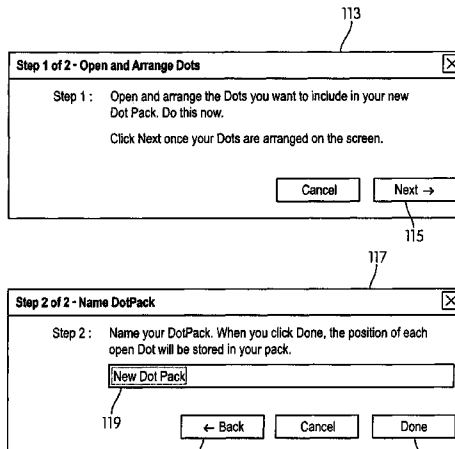 113
Step 1 of 2 - Open and Arrange Dots
Step 1 : Open and arrange the Dots you want to include in your new
Dot Pack. Do this now.
Click Next once your Dots are arranged on the screen.
Cancel Next →
115
117
Step 2 of 2 - Name DotPack
Step 2 : Name your DotPack. When you click Done, the position of each
open Dot will be stored in your pack.
New Dot Pack
119
← Back Cancel Done